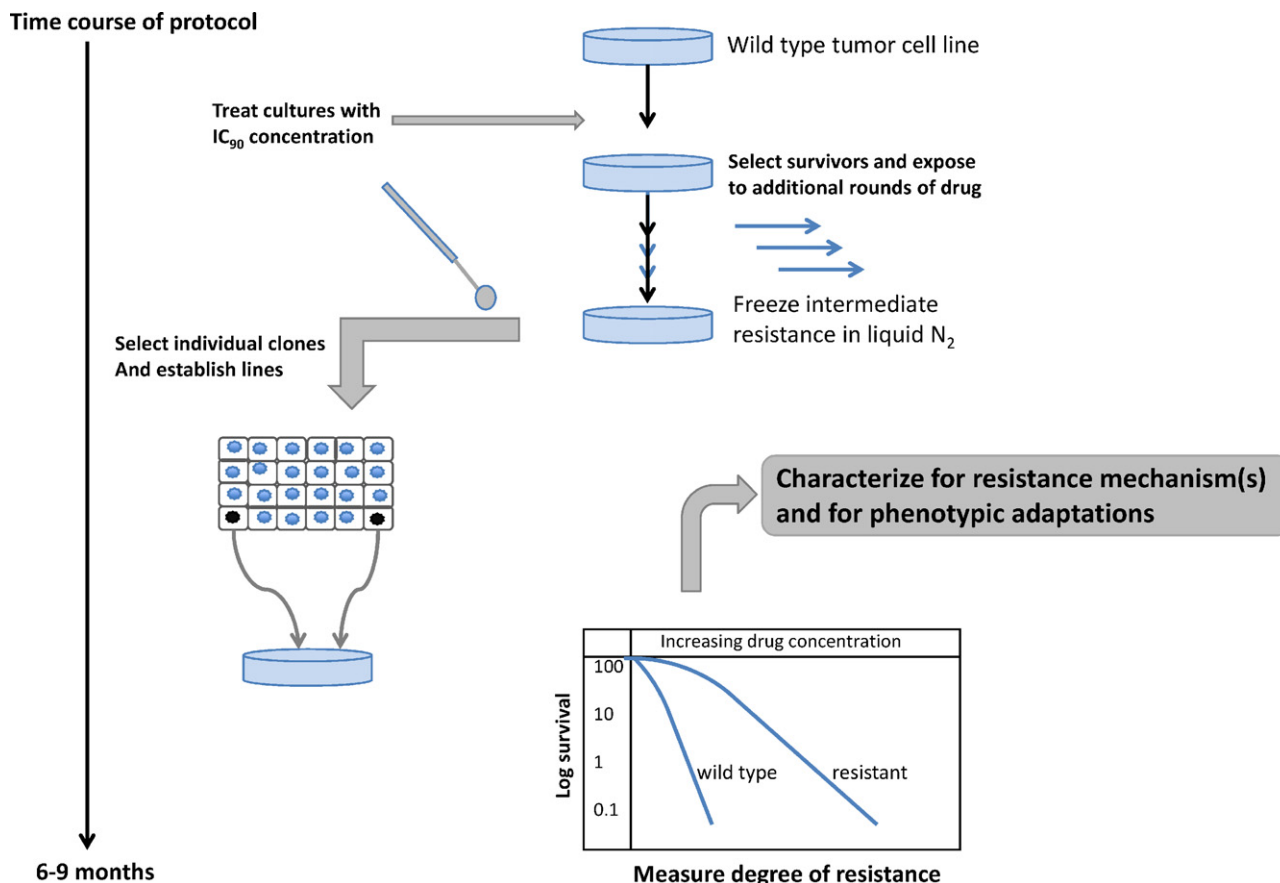 Time course of protocol
Wild type tumor cell line
Treat cultures with
IC₉₀ concentration
Select survivors and expose
to additional rounds of drug
Freeze intermediate
resistance in liquid N₂
Select individual clones
And establish lines
Characterize for resistance mechanism(s)
and for phenotypic adaptations
Increasing drug concentration
Log survival
100
10
1
0.1
wild type
resistant
Measure degree of resistance
6-9 months